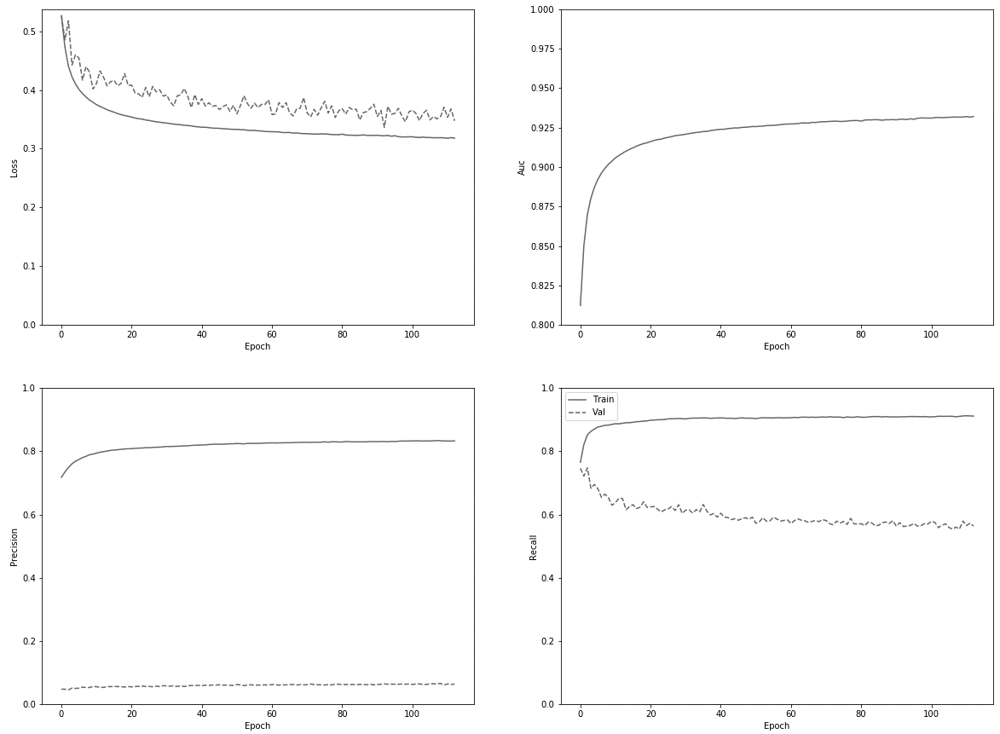 0.5
0.4
0.3
0.2
0.1
0.0
Loss
0 20 40 60 80 100
Epoch
1.000
0.975
0.950
0.925
0.900
0.875
0.850
0.825
0.800
Auc
0 20 40 60 80 100
Epoch
1.0
0.8
0.6
0.4
0.2
0.0
Precision
0 20 40 60 80 100
Epoch
Train
Val
1.0
0.8
0.6
0.4
0.2
0.0
Recall
0 20 40 60 80 100
Epoch